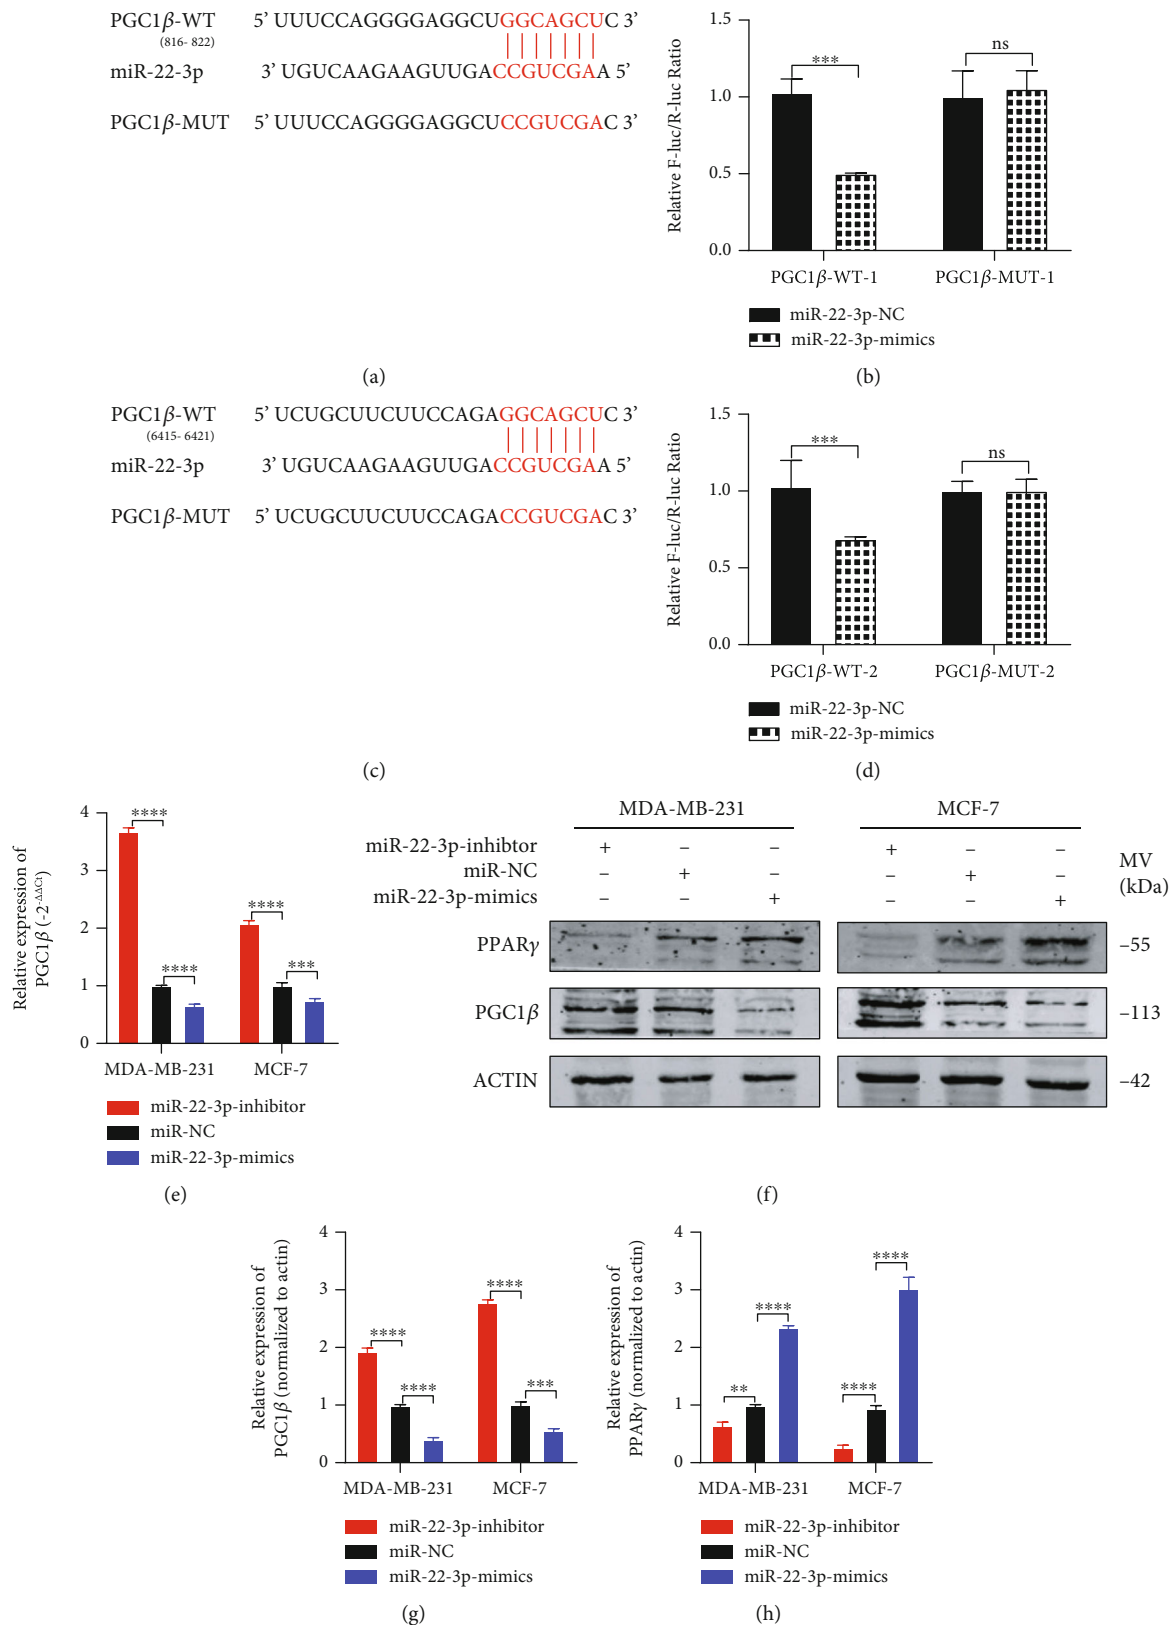 PGC1β-WT 5’ UUUCCAGGGGAGGCUGGCAGCUC 3’
(816- 822)
miR-22-3p 3’ UGUCAAGAAGUUGACCGUCGAA 5’
PGC1β-MUT 5’ UUUCCAGGGGAGGCUCCGUCGAC 3’
(a)
Relative F-luc/R-luc Ratio
1.5
1.0
0.5
0.0
***
ns
PGC1β-WT-1 PGC1β-MUT-1
miR-22-3p-NC
miR-22-3p-mimics
(b)
PGC1β-WT 5’ UCUGCUUCUUCCAGAGGCAGCUC 3’
(6415- 6421)
miR-22-3p 3’ UGUCAAGAAGUUGACCGUCGAA 5’
PGC1β-MUT 5’ UCUGCUUCUUCCAGACCGUCGAC 3’
(c)
Relative F-luc/R-luc Ratio
1.5
1.0
0.5
0.0
***
ns
PGC1β-WT-2 PGC1β-MUT-2
miR-22-3p-NC
miR-22-3p-mimics
(d)
Relative expression of
PGC1β (-2-ΔΔCt)
4
3
2
1
0
****
****
****
***
MDA-MB-231 MCF-7
miR-22-3p-inhibitor
miR-NC
miR-22-3p-mimics
(e)
MDA-MB-231 MCF-7
miR-22-3p-inhibtor + – – + – –
miR-NC – + – – + –
miR-22-3p-mimics – – + – – +
MV
(kDa)
PPARγ –55
PGC1β –113
ACTIN –42
(f)
Relative expression of
PGC1β (normalized to actin)
4
3
2
1
0
****
****
****
***
MDA-MB-231 MCF-7
miR-22-3p-inhibitor
miR-NC
miR-22-3p-mimics
(g)
Relative expression of
PPARγ (normalized to actin)
4
3
2
1
0
**
****
****
****
MDA-MB-231 MCF-7
miR-22-3p-inhibitor
miR-NC
miR-22-3p-mimics
(h)